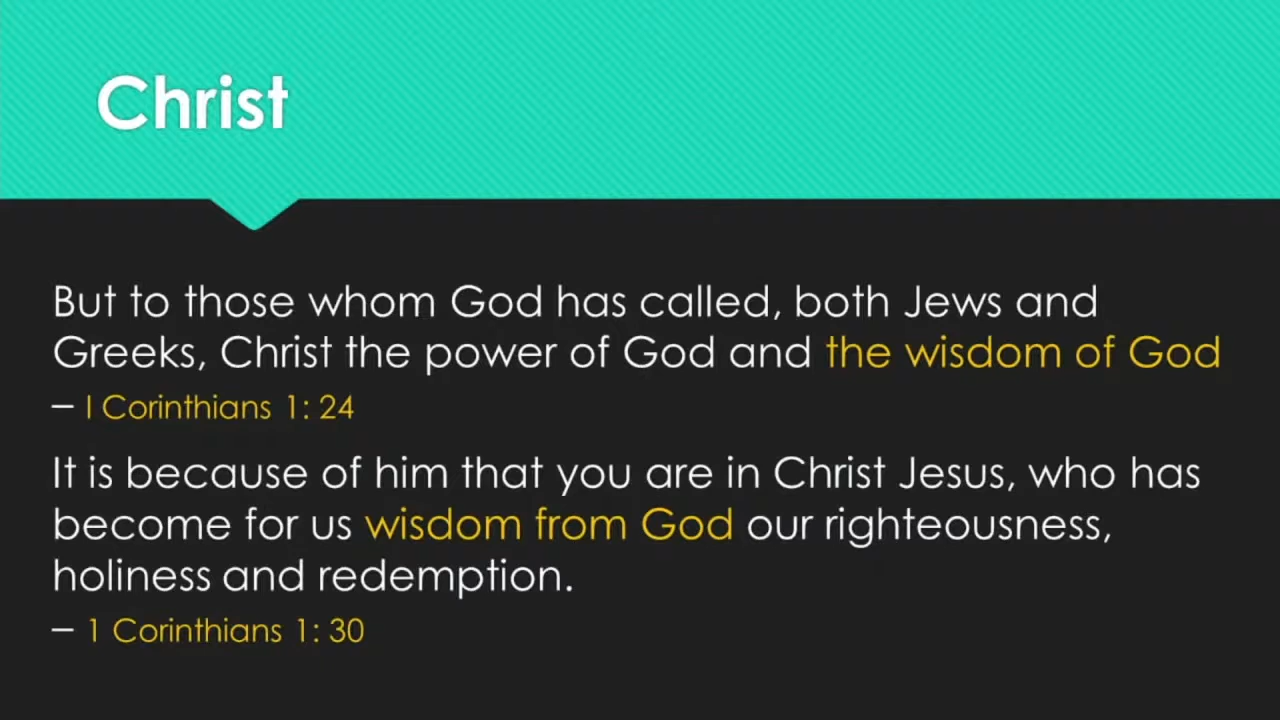 Christ
But to those whom God has called, both Jews and
Greeks, Christ the power of God and the wisdom of God
– I Corinthians 1: 24
It is because of him that you are in Christ Jesus, who has
become for us wisdom from God our righteousness,
holiness and redemption.
– 1 Corinthians 1: 30